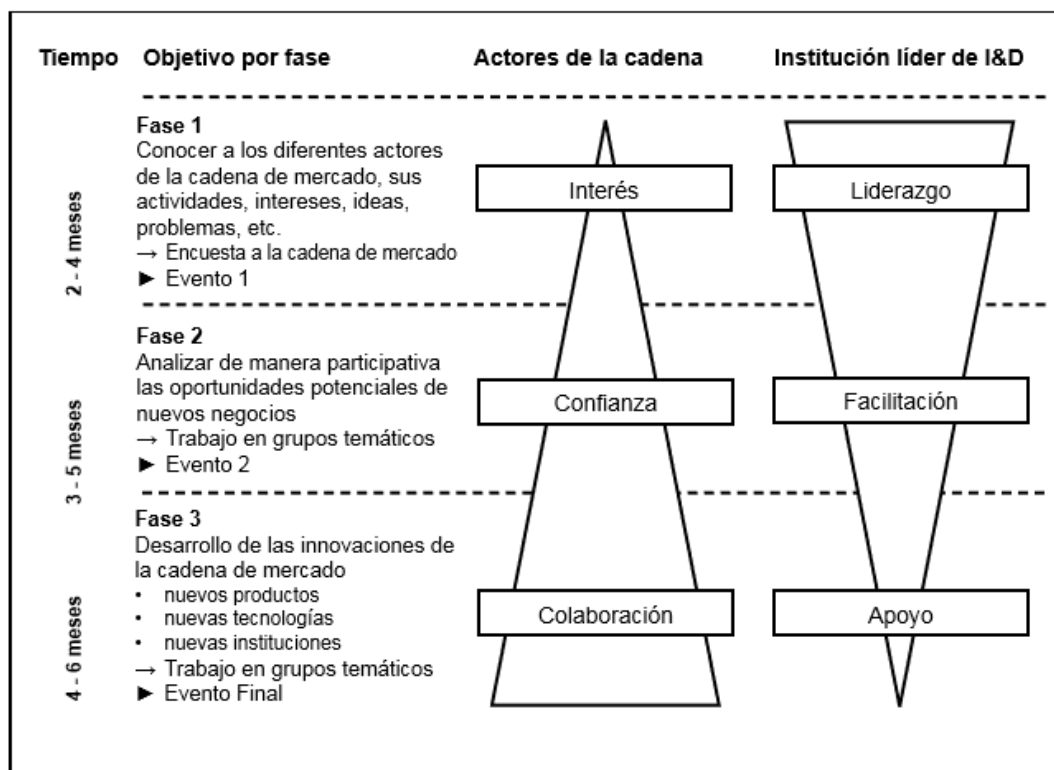 Tiempo Objetivo por fase Actores de la cadena Institución líder de I&D
Fase 1
Conocer a los diferentes actores
de la cadena de mercado, sus
actividades, intereses, ideas,
problemas, etc.
→ Encuesta a la cadena de mercado
► Evento 1
2 - 4 meses
Interés
Liderazgo
Fase 2
Analizar de manera participativa
las oportunidades potenciales de
nuevos negocios
→ Trabajo en grupos temáticos
► Evento 2
3 - 5 meses
Confianza
Facilitación
Fase 3
Desarrollo de las innovaciones de
la cadena de mercado
• nuevos productos
• nuevas tecnologías
• nuevas instituciones
→ Trabajo en grupos temáticos
► Evento Final
4 - 6 meses
Colaboración
Apoyo